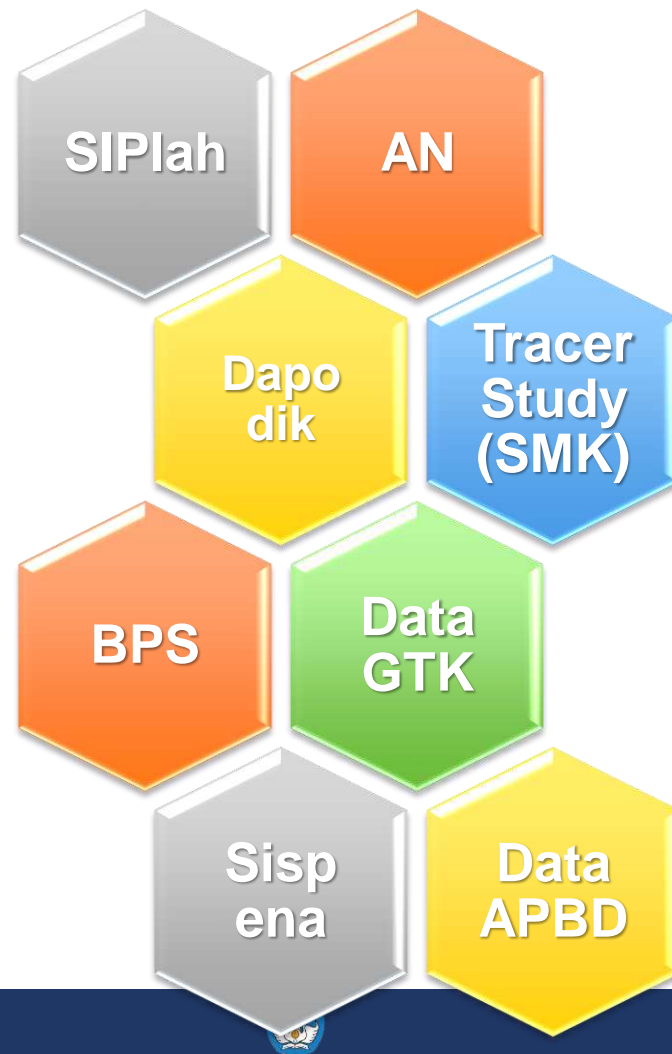 SIPlah
AN
Dapo
dik
Tracer
Study
(SMK)
BPS
Data
GTK
Sisp
ena
Data
APBD